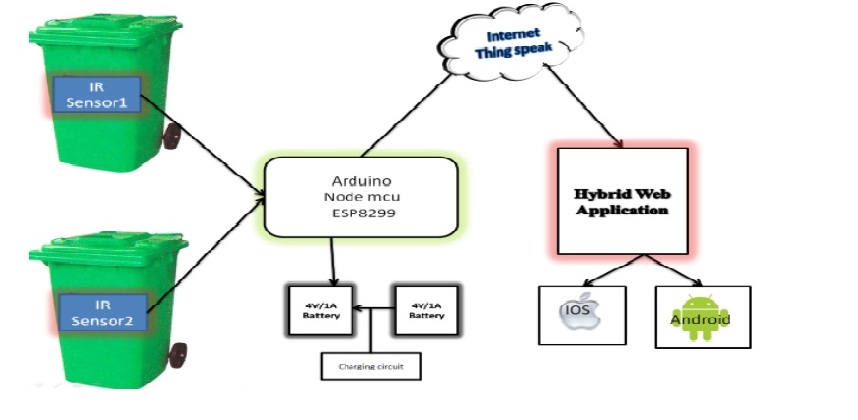 Internet
Thing speak
IR
Sensor1
Arduino
Node mcu
ESP8299
Hybrid Web
Application
IR
Sensor2
4V/1A
Battery
4V/1A
Battery
IOS
Android
Charging circuit